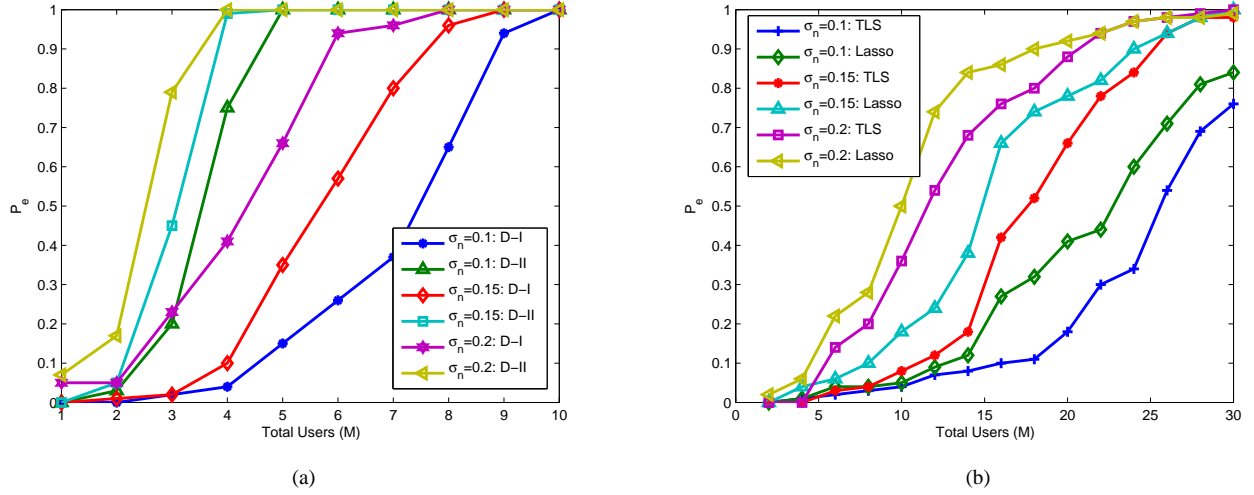 1
0.9
0.8
0.7
0.6
0.5
0.4
0.3
0.2
0.1
0
P_e
1 2 3 4 5 6 7 8 9 10
Total Users (M)
σ_n=0.1: D−I
σ_n=0.1: D−II
σ_n=0.15: D−I
σ_n=0.15: D−II
σ_n=0.2: D−I
σ_n=0.2: D−II
(a)
1
0.9
0.8
0.7
0.6
0.5
0.4
0.3
0.2
0.1
0
P_e
0 5 10 15 20 25 30
Total Users (M)
σ_n=0.1: TLS
σ_n=0.1: Lasso
σ_n=0.15: TLS
σ_n=0.15: Lasso
σ_n=0.2: TLS
σ_n=0.2: Lasso
(b)